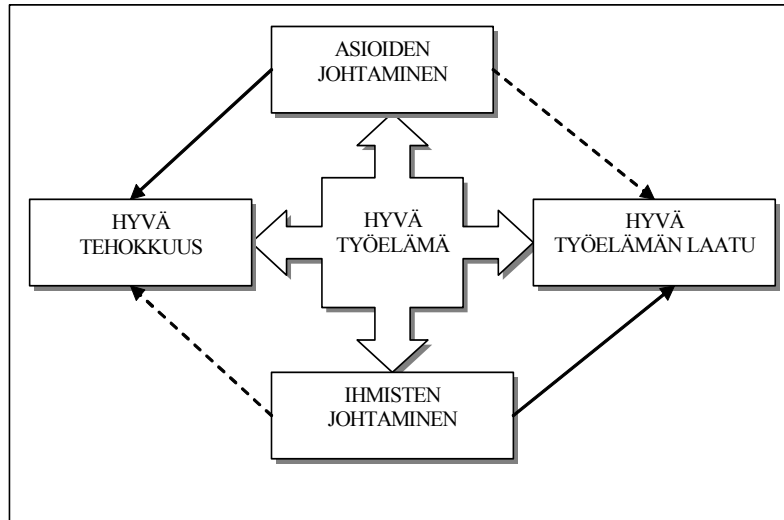 ASIOIDEN
JOHTAMINEN
HYVÄ
TEHOKKUUS
HYVÄ
TYÖELÄMÄ
HYVÄ
TYÖELÄMÄN LAATU
IHMISTEN
JOHTAMINEN